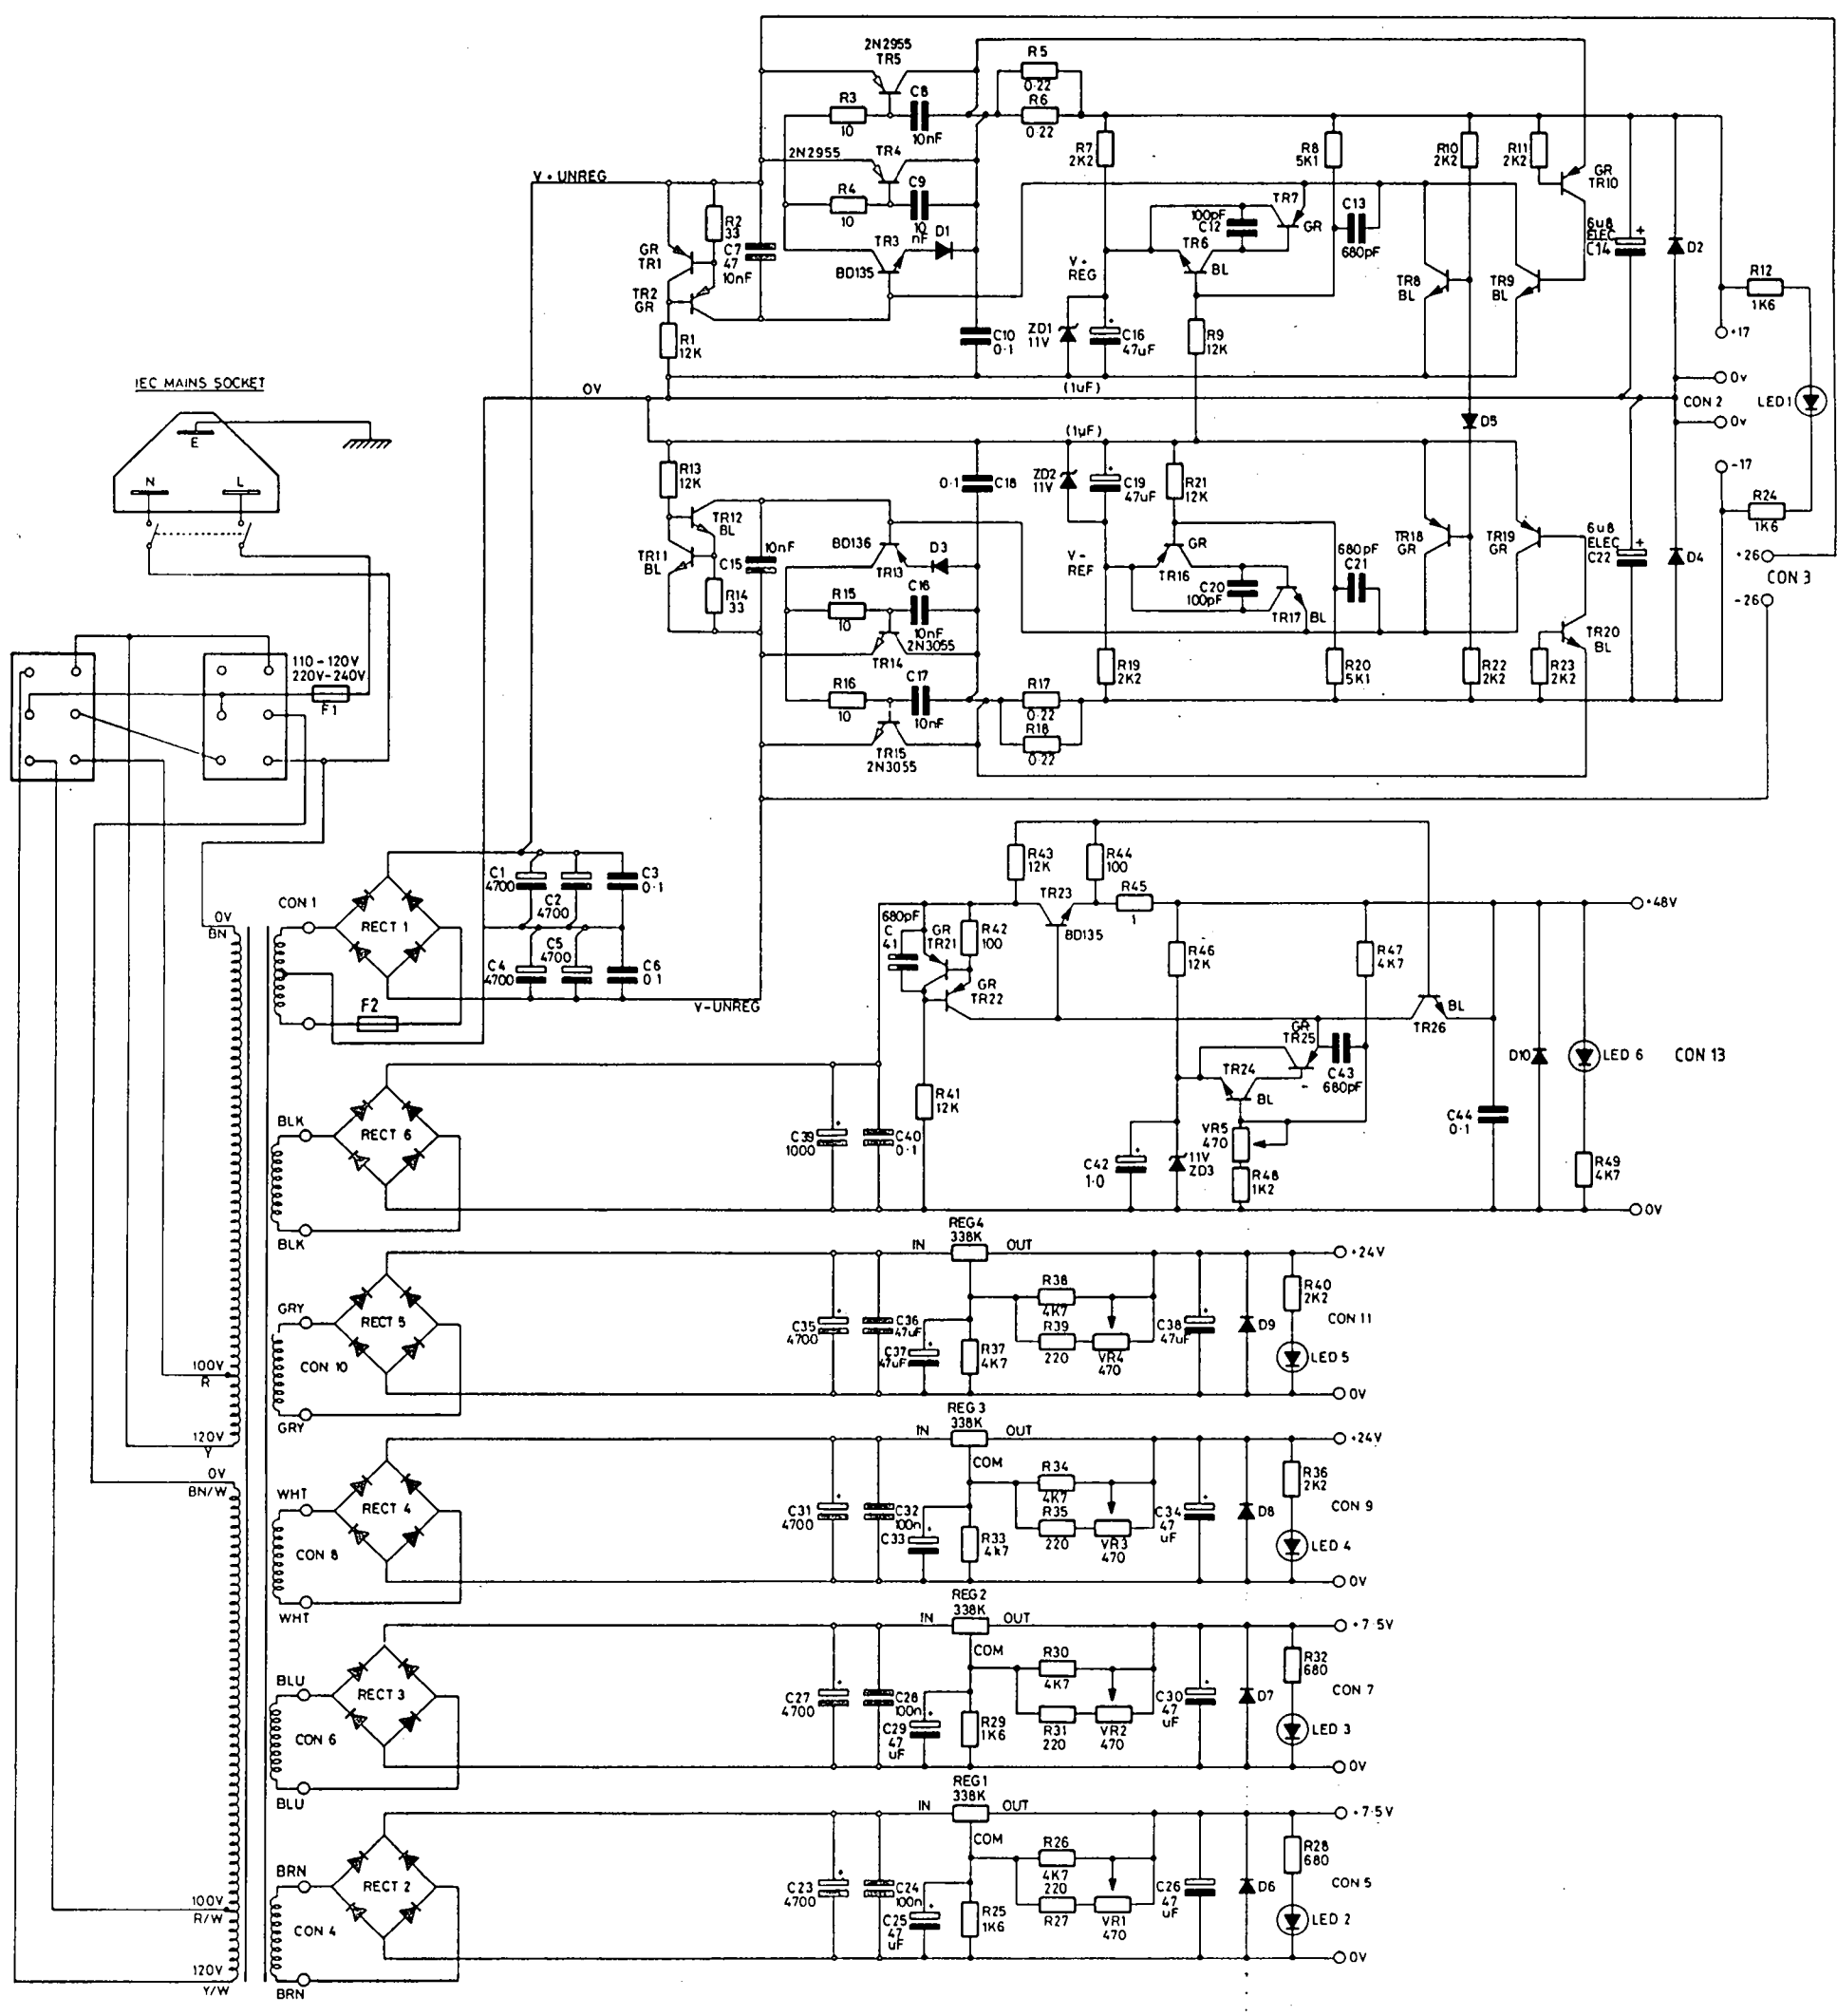 2N2955
TR5
R5
0·22
R6
0·22
R3
10
C8
10nF
2N2955
TR4
R4
10
C9
10
nF
D1
TR3
BD135
V+UNREG
R2
33
C7
47
10nF
GR
TR1
TR2
GR
R1
12K
C10
0·1
R7
2K2
V+
REG
ZD1
11V
C16
47uF
(1uF)
100pF
C12
TR6
BL
TR7
GR
R9
12K
R8
5K1
C13
680pF
R10
2K2
R11
2K2
GR
TR10
TR8
BL
TR9
BL
6u8
ELEC
C14
D2
R12
1K6
+17
0v
CON 2
LED1
0v
-17
R24
1K6
+26
CON 3
-26
IEC MAINS SOCKET
E
N
L
0V
D5
R13
12K
TR12
BL
TR11
BL
R14
33
C15
10nF
BD136
TR13
D3
R15
10
C16
10nF
2N3055
TR14
R16
10
C17
10nF
TR15
2N3055
0·1
C18
(1µF)
ZD2
11V
C19
47uF
V-
REF
R21
12K
GR
TR16
C20
100pF
TR17
BL
680pF
C21
R19
2K2
R20
5K1
R17
0·22
R18
0·22
TR18
GR
TR19
GR
R22
2K2
R23
2K2
TR20
BL
6u8
ELEC
C22
D4
110-120V
220V-240V
F1
0V
BN
CON 1
RECT 1
F2
C1
4700
C2
4700
C3
0·1
C4
4700
C5
4700
C6
0·1
V-UNREG
R43
12K
R44
100
TR23
BD135
R45
1
680pF
C
41
GR
TR21
R42
100
GR
TR22
R46
12K
R47
4K7
BL
TR26
+48V
GR
TR25
C43
680pF
TR24
BL
VR5
470
R48
1K2
D10
LED 6
CON 13
C44
0·1
R49
4K7
R41
12K
C42
1·0
11V
ZD3
0V
BLK
RECT 6
BLK
C39
1000
C40
0·1
GRY
RECT 5
CON 10
GRY
C35
4700
C36
47uF
C37
47uF
IN
REG4
338K
OUT
R37
4K7
R38
4K7
R39
220
VR4
470
C38
47uF
D9
R40
2K2
LED 5
+24V
CON 11
0V
100V
R
120V
Y
0V
BN/W
WHT
RECT 4
CON 8
WHT
C31
4700
C32
100n
C33
IN
REG 3
338K
OUT
COM
R33
4k7
R34
4K7
R35
220
VR3
470
C34
47
uF
D8
R36
2K2
LED 4
+24V
CON 9
0V
BLU
RECT 3
CON 6
BLU
C27
4700
C28
100n
C29
47
uF
IN
REG2
338K
OUT
COM
R29
1K6
R30
4K7
R31
220
VR2
470
C30
47
uF
D7
R32
680
LED 3
+7·5V
CON 7
0V
BRN
RECT 2
CON 4
BRN
C23
4700
C24
100n
C25
47
uF
IN
REG1
338K
OUT
COM
R25
1K6
R26
4K7
220
R27
VR1
470
C26
47
uF
D6
R28
680
LED 2
+7·5V
CON 5
0V
100V
R/W
120V
Y/W